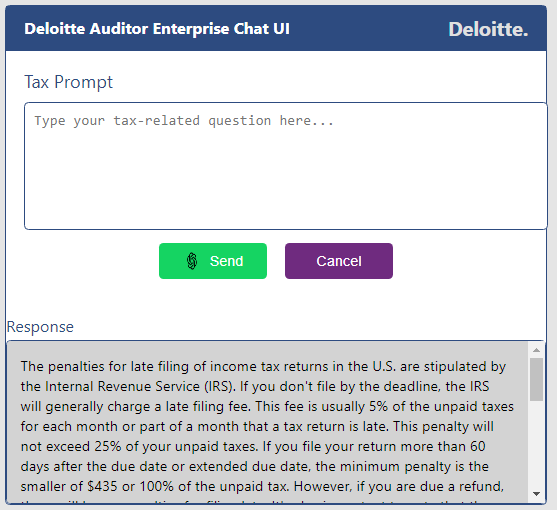 Deloitte Auditor Enterprise Chat UI
Deloitte.
Tax Prompt
Type your tax-related question here...
Send
Cancel
Response
The penalties for late filing of income tax returns in the U.S. are stipulated by
the Internal Revenue Service (IRS). If you don't file by the deadline, the IRS
will generally charge a late filing fee. This fee is usually 5% of the unpaid taxes
for each month or part of a month that a tax return is late. This penalty will
not exceed 25% of your unpaid taxes. If you file your return more than 60
days after the due date or extended due date, the minimum penalty is the
smaller of $435 or 100% of the unpaid tax. However, if you are due a refund,